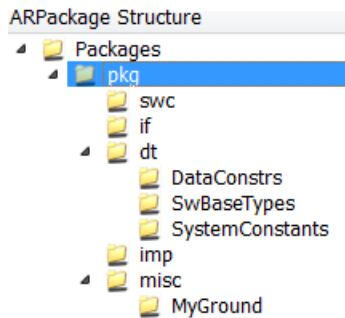 ARPackage Structure
Packages
pkg
swc
if
dt
DataConstrs
SwBaseTypes
SystemConstants
imp
misc
MyGround